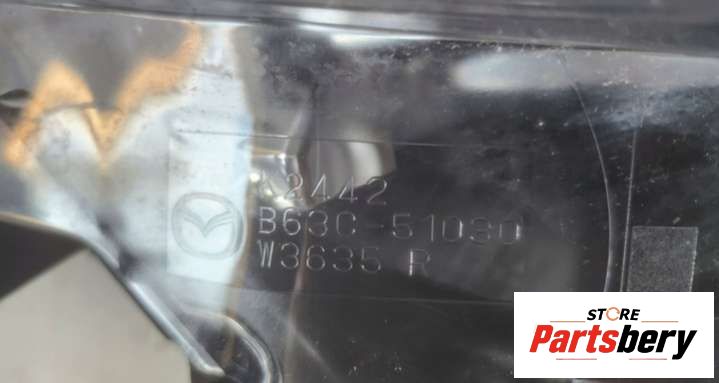 2442
B63C-51030
W3635 R
STORE
Partsbery